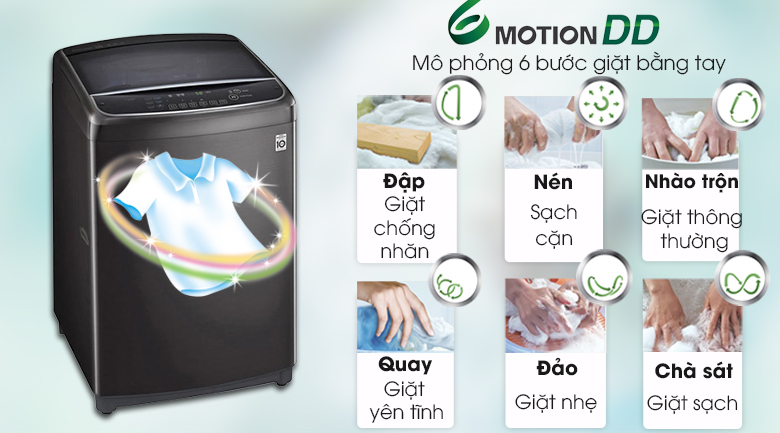 6 MOTION DD
Mô phỏng 6 bước giặt bằng tay
Đập
Giặt
chống
nhăn
Nén
Sạch
cặn
Nhào trộn
Giặt thông
thường
Quay
Giặt
yên tĩnh
Đảo
Giặt nhẹ
Chà sát
Giặt sạch
10